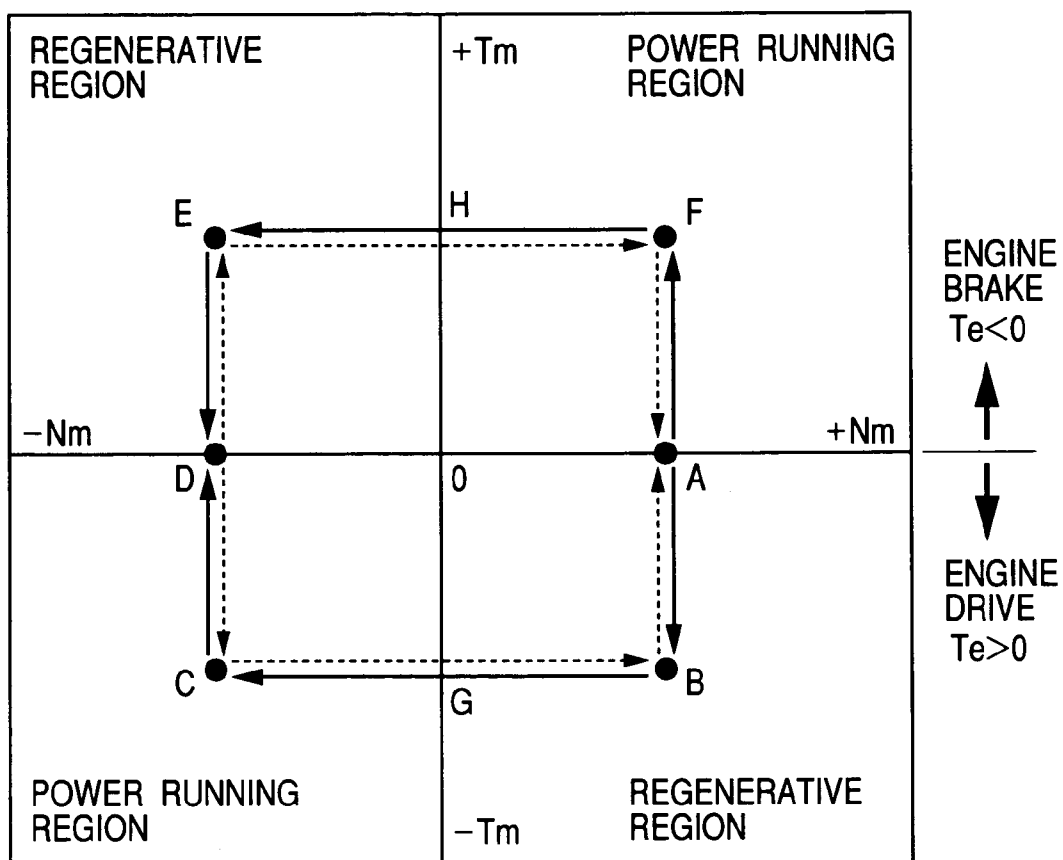 REGENERATIVE
REGION
+Tm
POWER RUNNING
REGION
E
H
F
ENGINE
BRAKE
Te<0
−Nm
+Nm
D
0
A
C
G
B
ENGINE
DRIVE
Te>0
POWER RUNNING
REGION
−Tm
REGENERATIVE
REGION